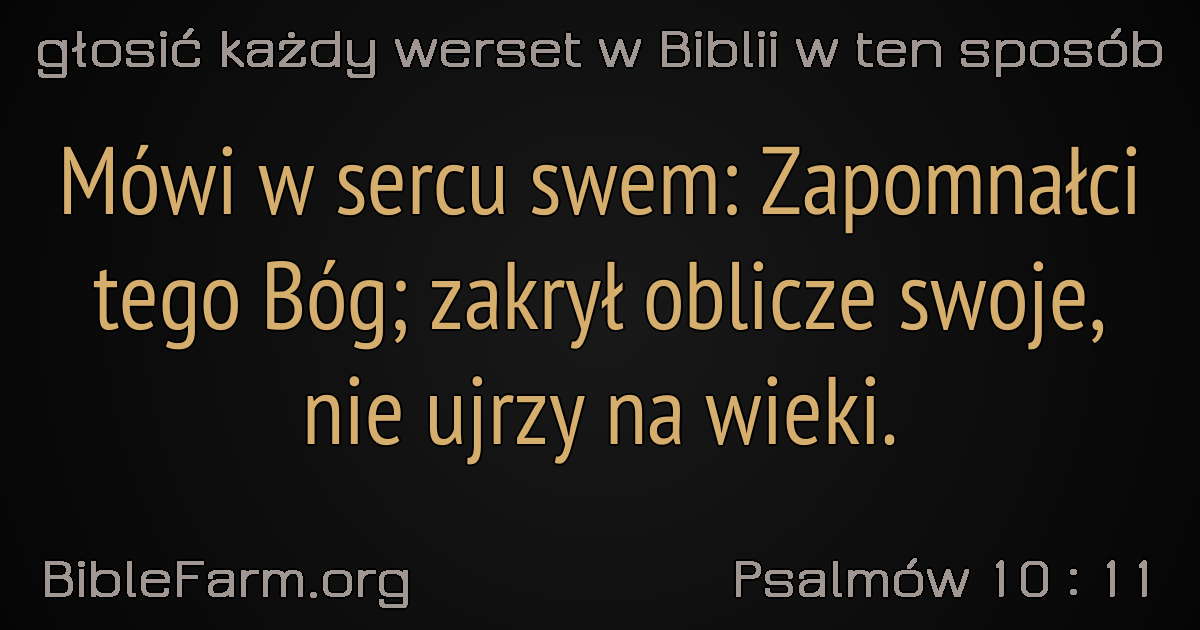 głosić każdy werset w Biblii w ten sposób
Mówi w sercu swem: Zapomnałci
tego Bóg; zakrył oblicze swoje,
nie ujrzy na wieki.
BibleFarm.org
Psalmów 10 : 11